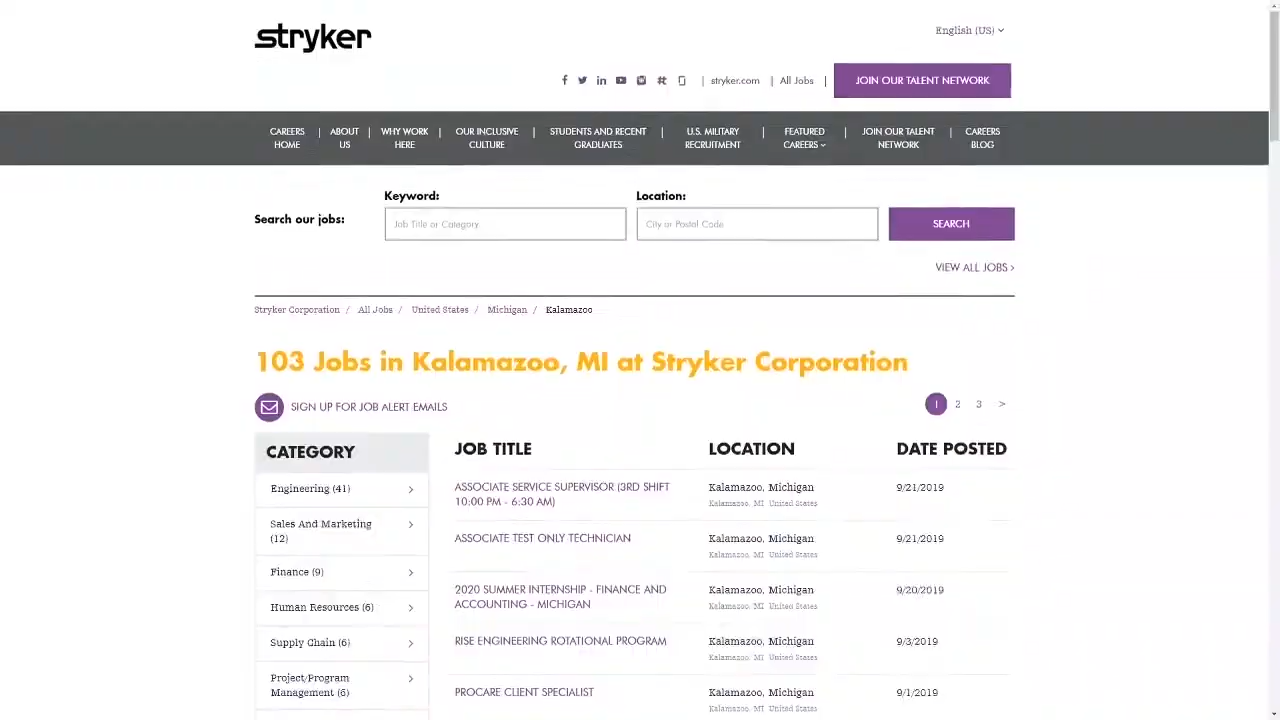 stryker
English (US)
stryker.com | All Jobs | JOIN OUR TALENT NETWORK
CAREERS HOME | ABOUT US | WHY WORK HERE | OUR INCLUSIVE CULTURE | STUDENTS AND RECENT GRADUATES | U.S. MILITARY RECRUITMENT | FEATURED CAREERS | JOIN OUR TALENT NETWORK | CAREERS BLOG
Keyword: Location:
Search our jobs: Job Title or Category City or Postal Code SEARCH
VIEW ALL JOBS >
Stryker Corporation / All Jobs / United States / Michigan / Kalamazoo
103 Jobs in Kalamazoo, MI at Stryker Corporation
SIGN UP FOR JOB ALERT EMAILS 1 2 3 >
CATEGORY
Engineering (41)
Sales And Marketing
(12)
Finance (9)
Human Resources (6)
Supply Chain (6)
Project/Program
Management (6)
JOB TITLE LOCATION DATE POSTED
ASSOCIATE SERVICE SUPERVISOR (3RD SHIFT Kalamazoo, Michigan 9/21/2019
10:00 PM - 6:30 AM) Kalamazoo, MI United States
ASSOCIATE TEST ONLY TECHNICIAN Kalamazoo, Michigan 9/21/2019
Kalamazoo, MI United States
2020 SUMMER INTERNSHIP - FINANCE AND Kalamazoo, Michigan 9/20/2019
ACCOUNTING - MICHIGAN Kalamazoo, MI United States
RISE ENGINEERING ROTATIONAL PROGRAM Kalamazoo, Michigan 9/3/2019
Kalamazoo, MI United States
PROCARE CLIENT SPECIALIST Kalamazoo, Michigan 9/1/2019
Kalamazoo, MI United States